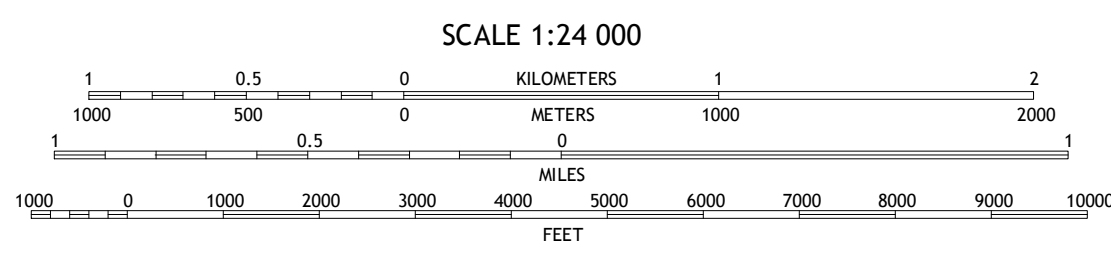 SCALE 1:24 000
1 0.5 0 KILOMETERS 1 2
1000 500 0 METERS 1000 2000
1 0.5 0 1
MILES
1000 0 1000 2000 3000 4000 5000 6000 7000 8000 9000 10000
FEET